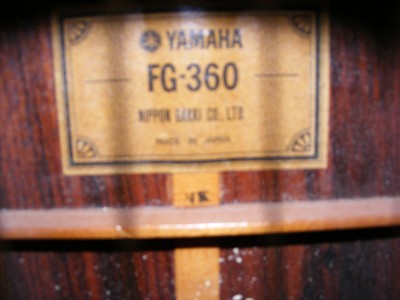 YAMAHA
FG-360
NIPPON GAKKI CO., LTD.
MADE IN JAPAN